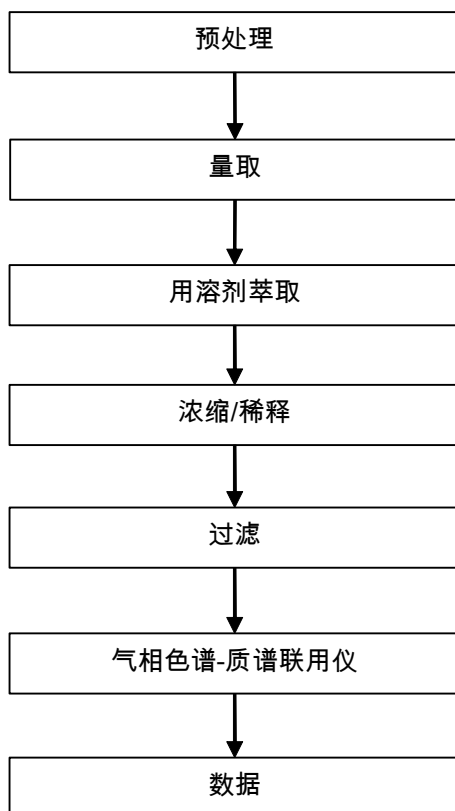 预处理
量取
用溶剂萃取
浓缩/稀释
过滤
气相色谱-质谱联用仪
数据